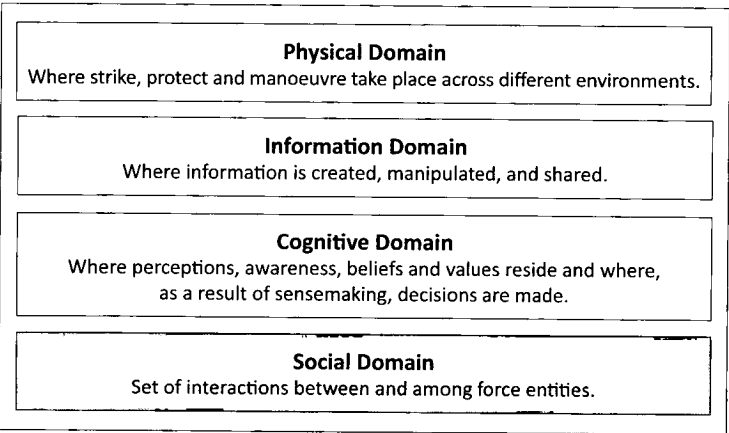 Physical Domain
Where strike, protect and manoeuvre take place across different environments.
Information Domain
Where information is created, manipulated, and shared.
Cognitive Domain
Where perceptions, awareness, beliefs and values reside and where,
as a result of sensemaking, decisions are made.
Social Domain
Set of interactions between and among force entities.